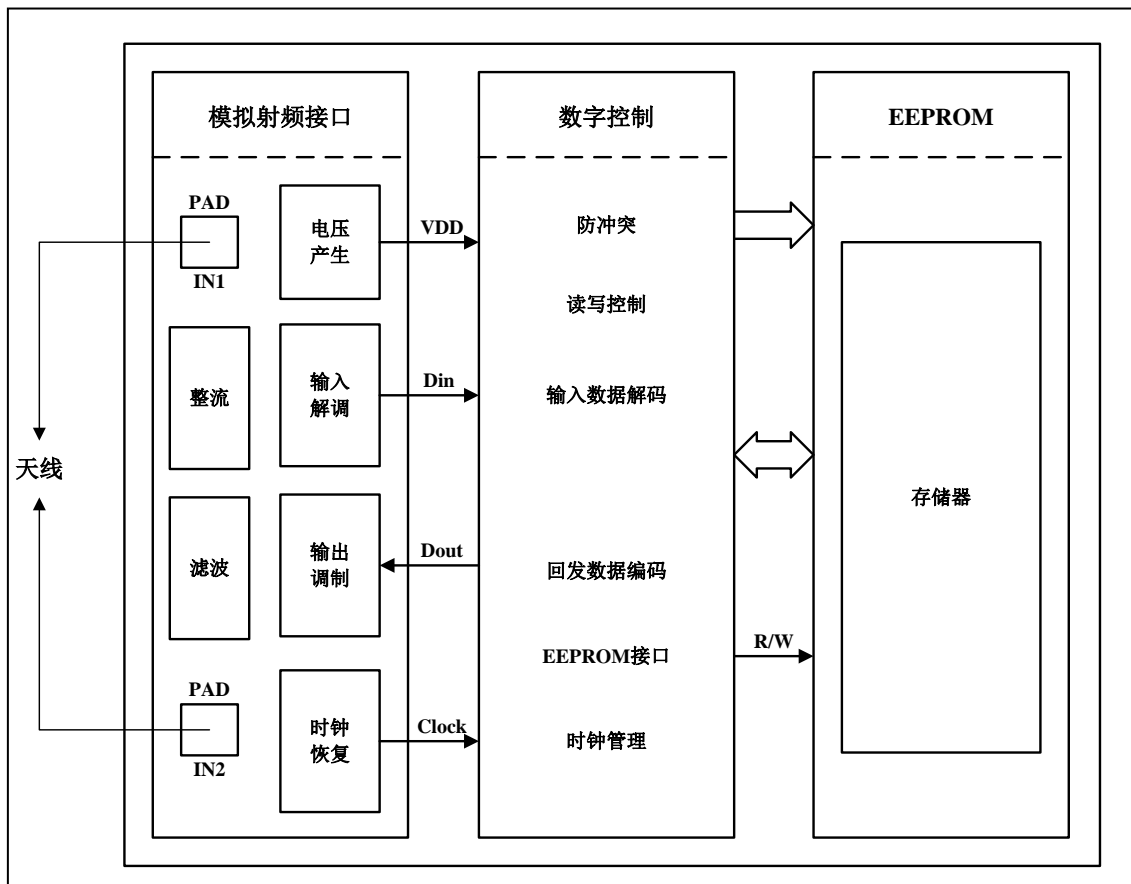 模拟射频接口
数字控制
EEPROM
PAD
IN1
电压
产生
VDD
防冲突
读写控制
整流
输入
解调
Din
输入数据解码
天线
存储器
滤波
输出
调制
Dout
回发数据编码
EEPROM接口
R/W
PAD
IN2
时钟
恢复
Clock
时钟管理